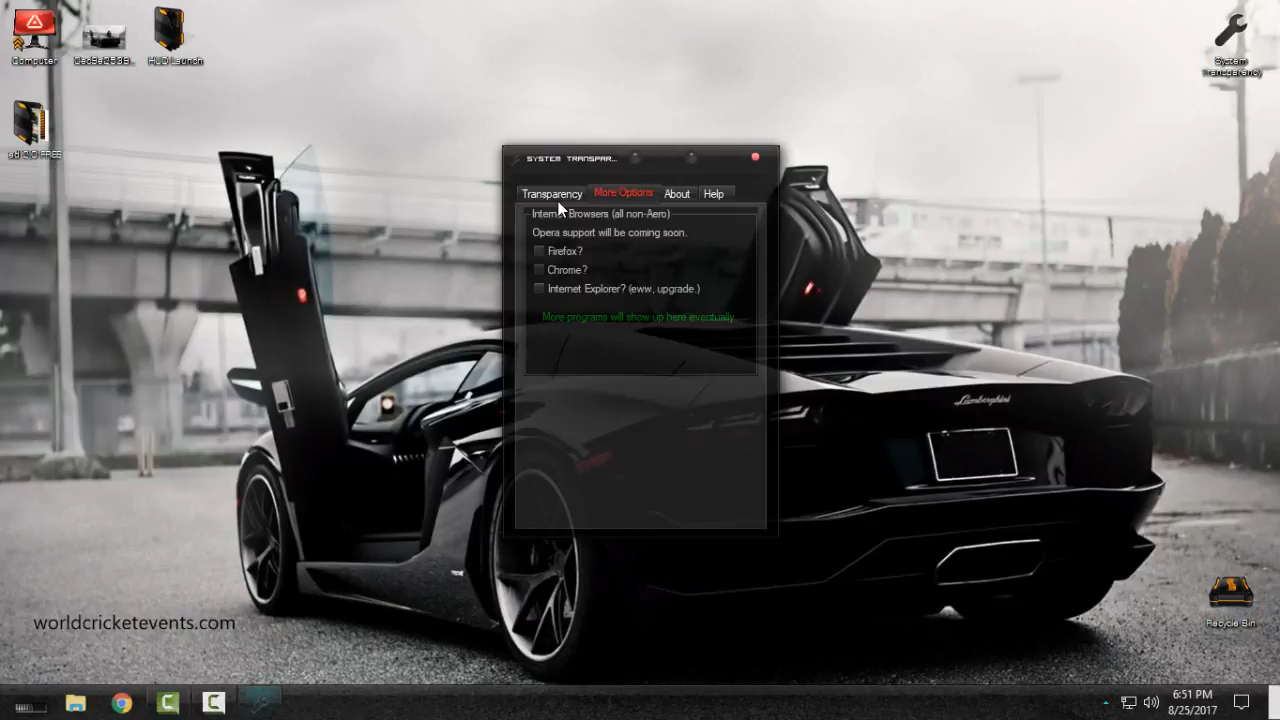 Computer
HUD Launch
System
Transparency
SYSTEM TRANSPAR...
Transparency
More Options
About
Help
Internet Browsers (all non-Aero)
Opera support will be coming soon.
Firefox?
Chrome?
Internet Explorer? (eww, upgrade.)
More programs will show up here eventually.
Lamborghini
worldcricketevents.com
Recycle Bin
6:51 PM
8/25/2017